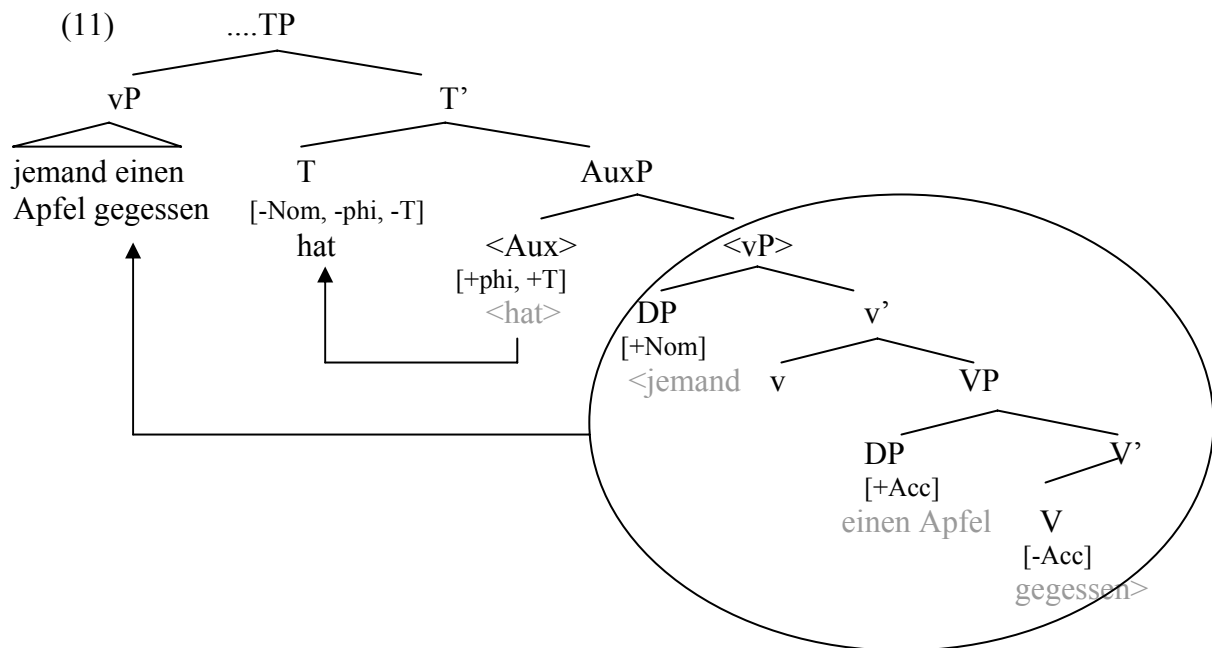 (11) ....TP
vP T’
jemand einen T AuxP
Apfel gegessen [-Nom, -phi, -T] <Aux> <vP>
hat [+phi, +T] DP v’
<hat> [+Nom]
<jemand v VP
DP V’
[+Acc]
einen Apfel V
[-Acc]
gegessen>